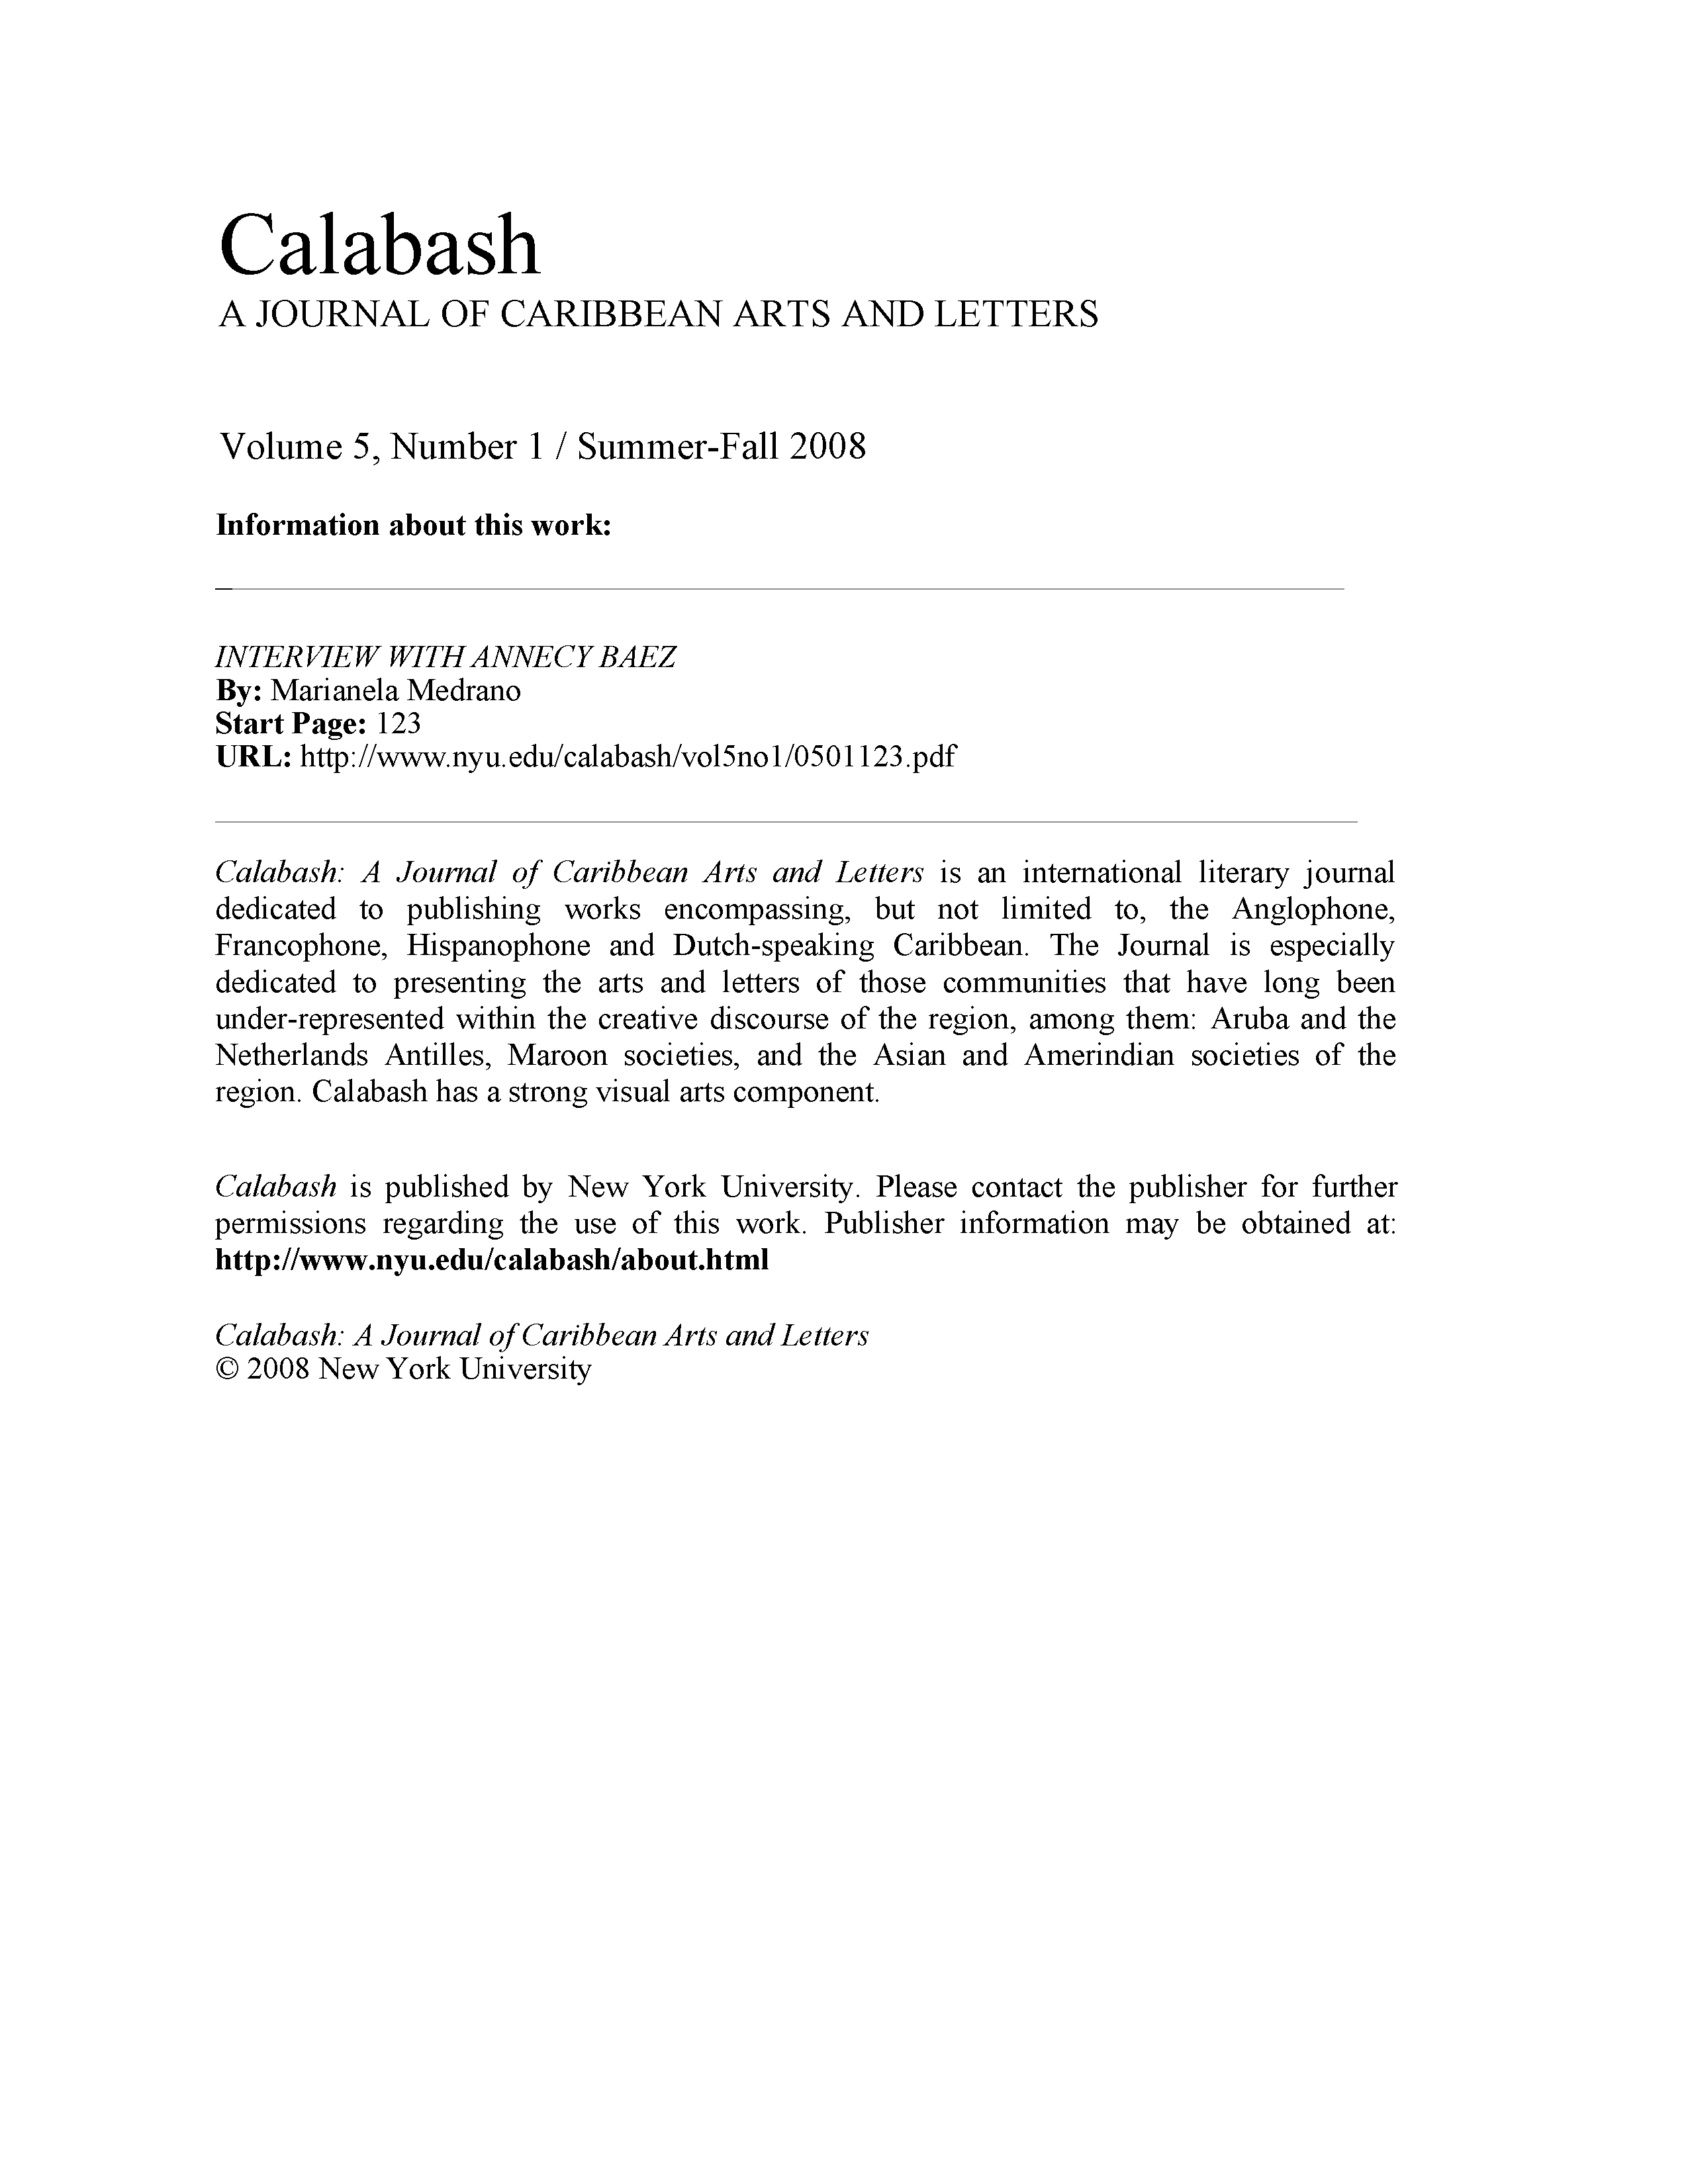 Calabash
A JOURNAL OF CARIBBEAN ARTS AND LETTERS
Volume 5, Number 1 / Summer-Fall 2008
Information about this work:
INTERVIEW WITH ANNECY BAEZ
By: Marianela Medrano
Start Page: 123
URL: http://www.nyu.edu/calabash/vol5no1/0501123.pdf
Calabash: A Journal of Caribbean Arts and Letters is an international literary journal
dedicated to publishing works encompassing, but not limited to, the Anglophone,
Francophone, Hispanophone and Dutch-speaking Caribbean. The Journal is especially
dedicated to presenting the arts and letters of those communities that have long been
under-represented within the creative discourse of the region, among them: Aruba and the
Netherlands Antilles, Maroon societies, and the Asian and Amerindian societies of the
region. Calabash has a strong visual arts component.
Calabash is published by New York University. Please contact the publisher for further
permissions regarding the use of this work. Publisher information may be obtained at:
http://www.nyu.edu/calabash/about.html
Calabash: A Journal of Caribbean Arts and Letters
© 2008 New York University